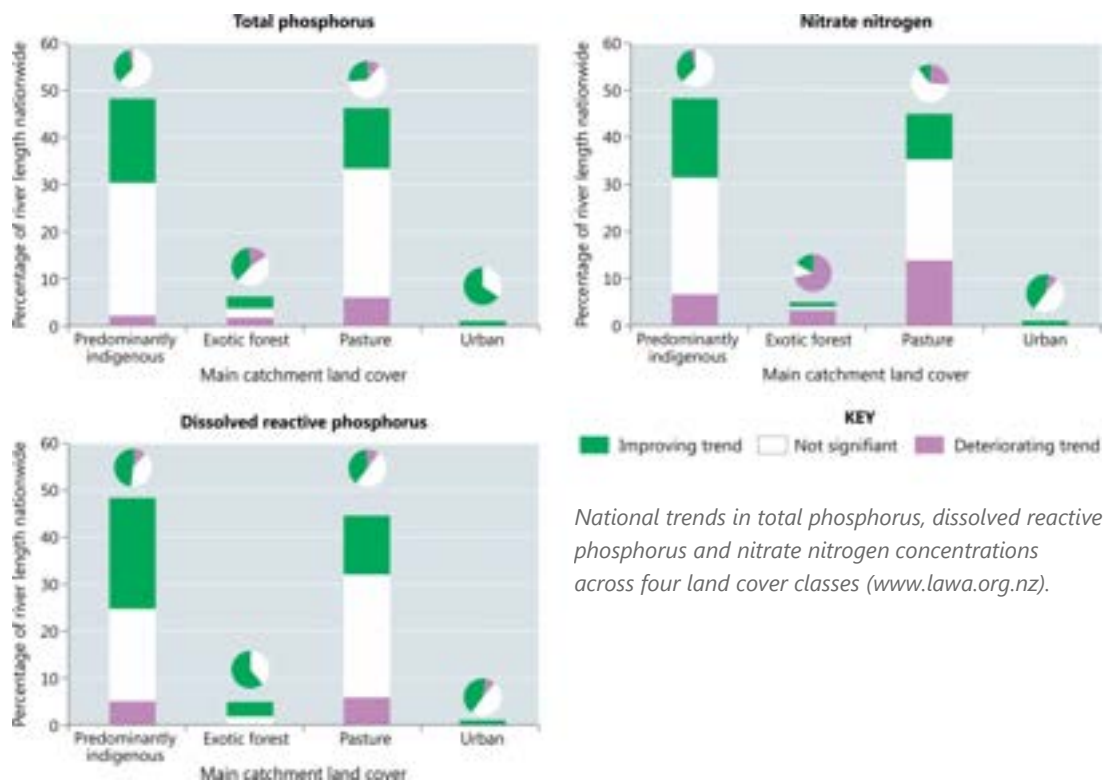 Total phosphorus
Percentage of river length nationwide
60
50
40
30
20
10
0
Predominantly
indigenous
Exotic forest
Pasture
Urban
Main catchment land cover
Nitrate nitrogen
Percentage of river length nationwide
60
50
40
30
20
10
0
Predominantly
indigenous
Exotic forest
Pasture
Urban
Main catchment land cover
Dissolved reactive phosphorus
Percentage of river length nationwide
60
50
40
30
20
10
0
Predominantly
indigenous
Exotic forest
Pasture
Urban
Main catchment land cover
KEY
Improving trend
Not signifiant
Deteriorating trend
National trends in total phosphorus, dissolved reactive
phosphorus and nitrate nitrogen concentrations
across four land cover classes (www.lawa.org.nz).